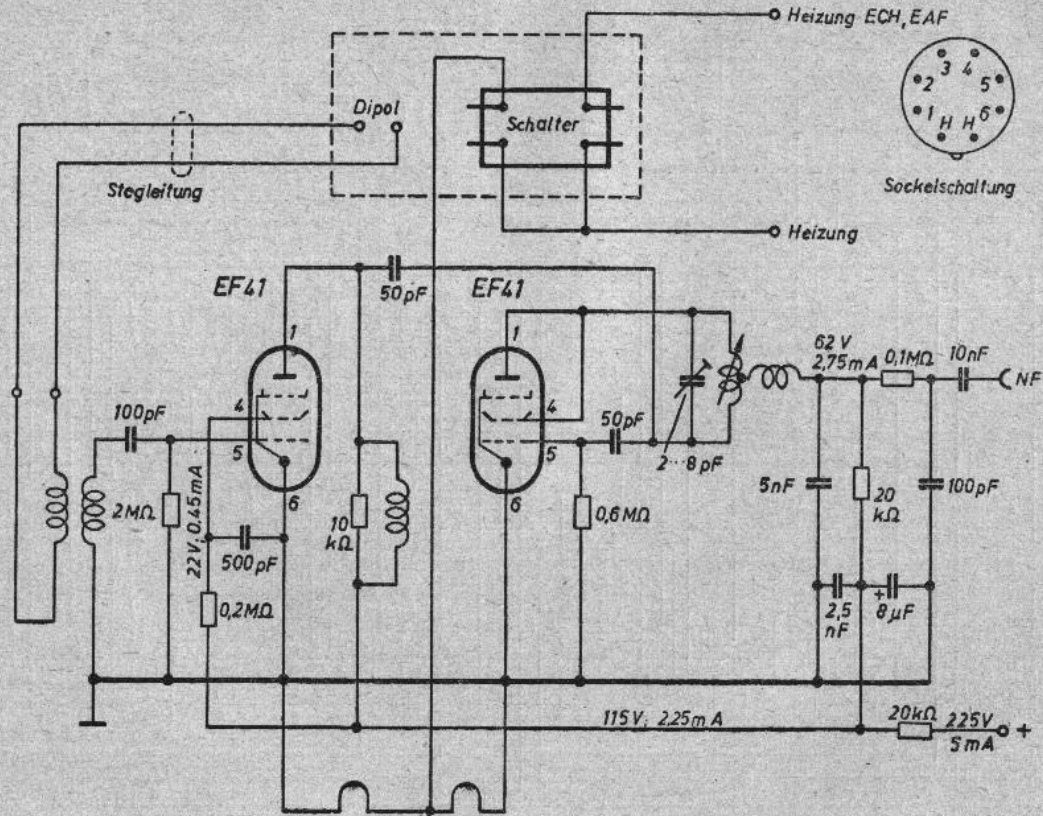 Heizung ECH, EAF
3 4
2 5
1 H H 6
Sockelschaltung
Dipol
Schalter
Stegleitung
Heizung
EF41
50pF
EF41
1
1
62 V
2,75mA
0,1MΩ
10nF
NF
100pF
4
5
6
4
5
6
50pF
2...8 pF
2MΩ
22V; 0,45mA
500pF
10
kΩ
0,6MΩ
5nF
20
kΩ
100pF
0,2MΩ
2,5
nF
+
8µF
115V; 2,25mA
20kΩ
225V
5mA
+